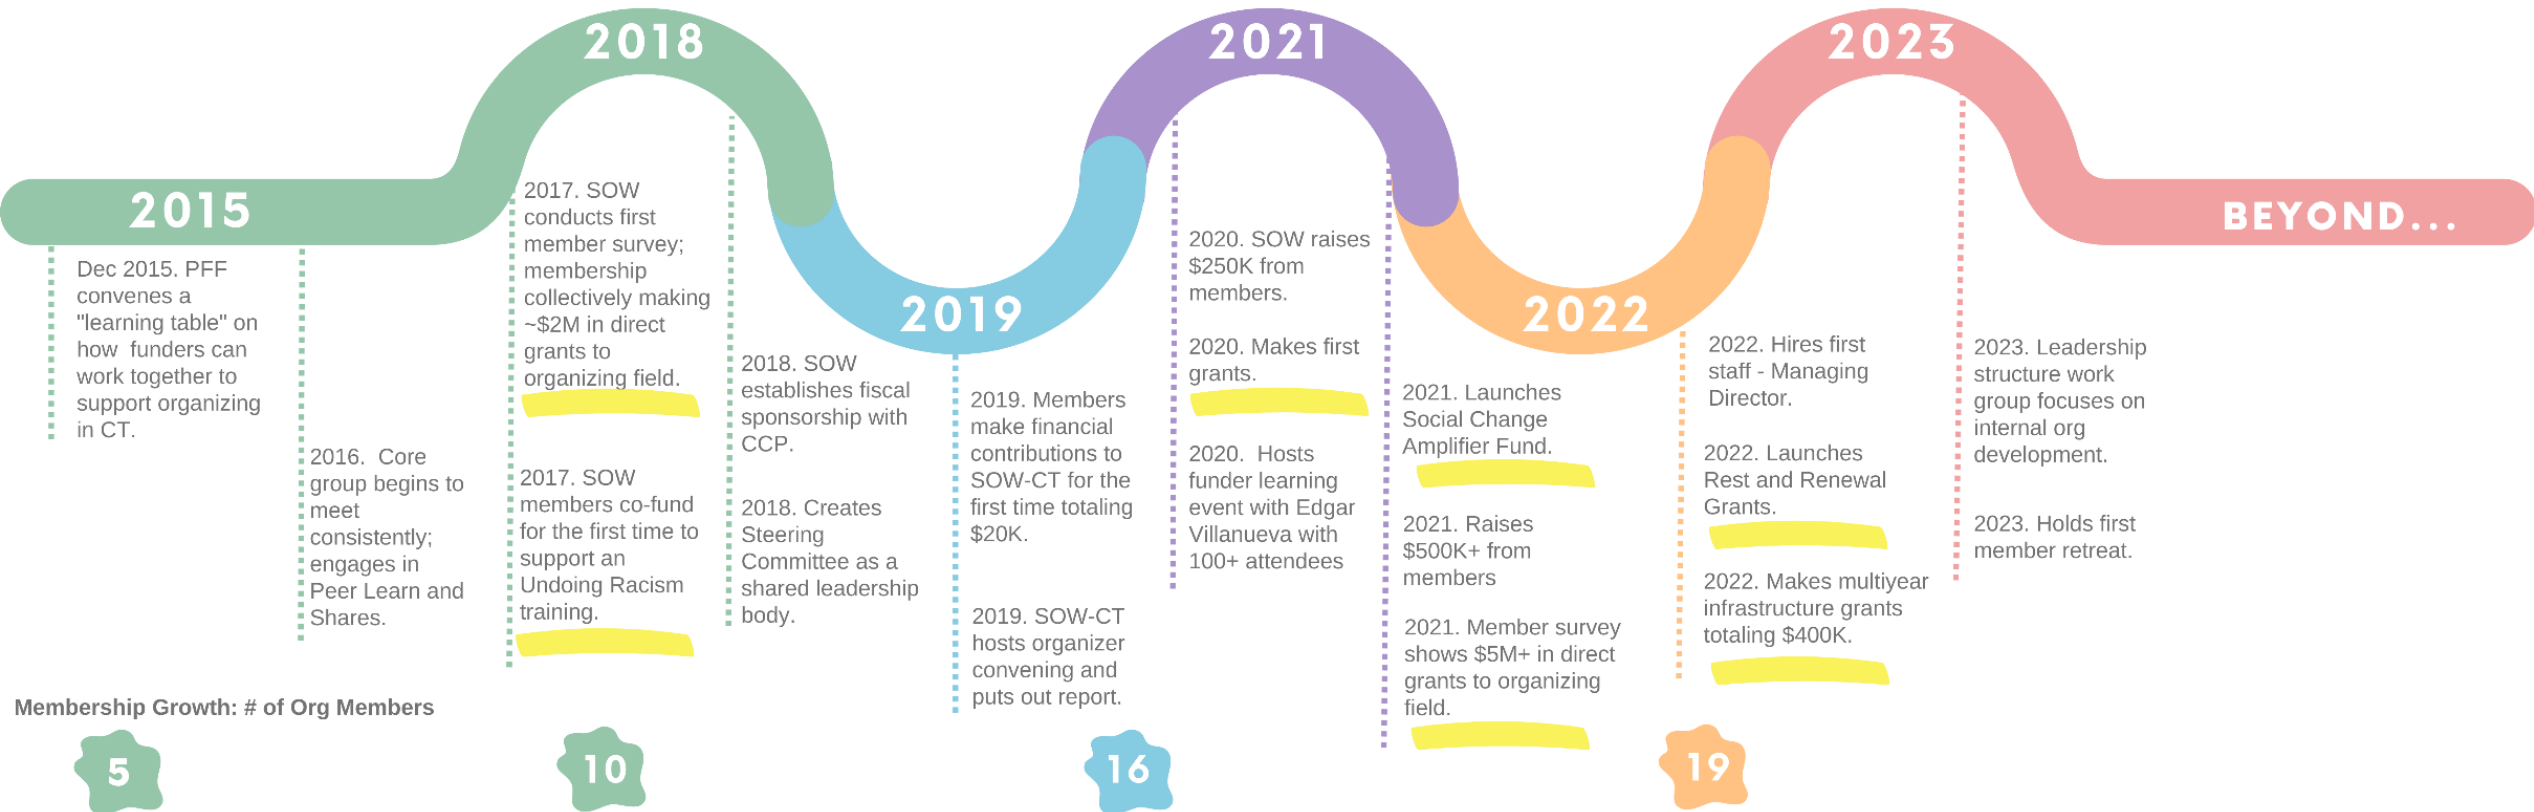 2015
2018
2019
2021
2022
2023
BEYOND...
Dec 2015. PFF
convenes a
"learning table" on
how  funders can
work together to
support organizing
in CT.
2016.  Core
group begins to
meet
consistently;
engages in
Peer Learn and
Shares.
2017. SOW
conducts first
member survey;
membership
collectively making
~$2M in direct
grants to
organizing field.
2017. SOW
members co-fund
for the first time to
support an
Undoing Racism
training.
2018. SOW
establishes fiscal
sponsorship with
CCP.
2018. Creates
Steering
Committee as a
shared leadership
body.
2019. Members
make financial
contributions to
SOW-CT for the
first time totaling
$20K.
2019. SOW-CT
hosts organizer
convening and
puts out report.
2020. SOW raises
$250K from
members.
2020. Makes first
grants.
2020.  Hosts
funder learning
event with Edgar
Villanueva with
100+ attendees
2021. Launches
Social Change
Amplifier Fund.
2021. Raises
$500K+ from
members
2021. Member survey
shows $5M+ in direct
grants to organizing
field.
2022. Hires first
staff - Managing
Director.
2022. Launches
Rest and Renewal
Grants.
2022. Makes multiyear
infrastructure grants
totaling $400K.
2023. Leadership
structure work
group focuses on
internal org
development.
2023. Holds first
member retreat.
Membership Growth: # of Org Members
5
10
16
19